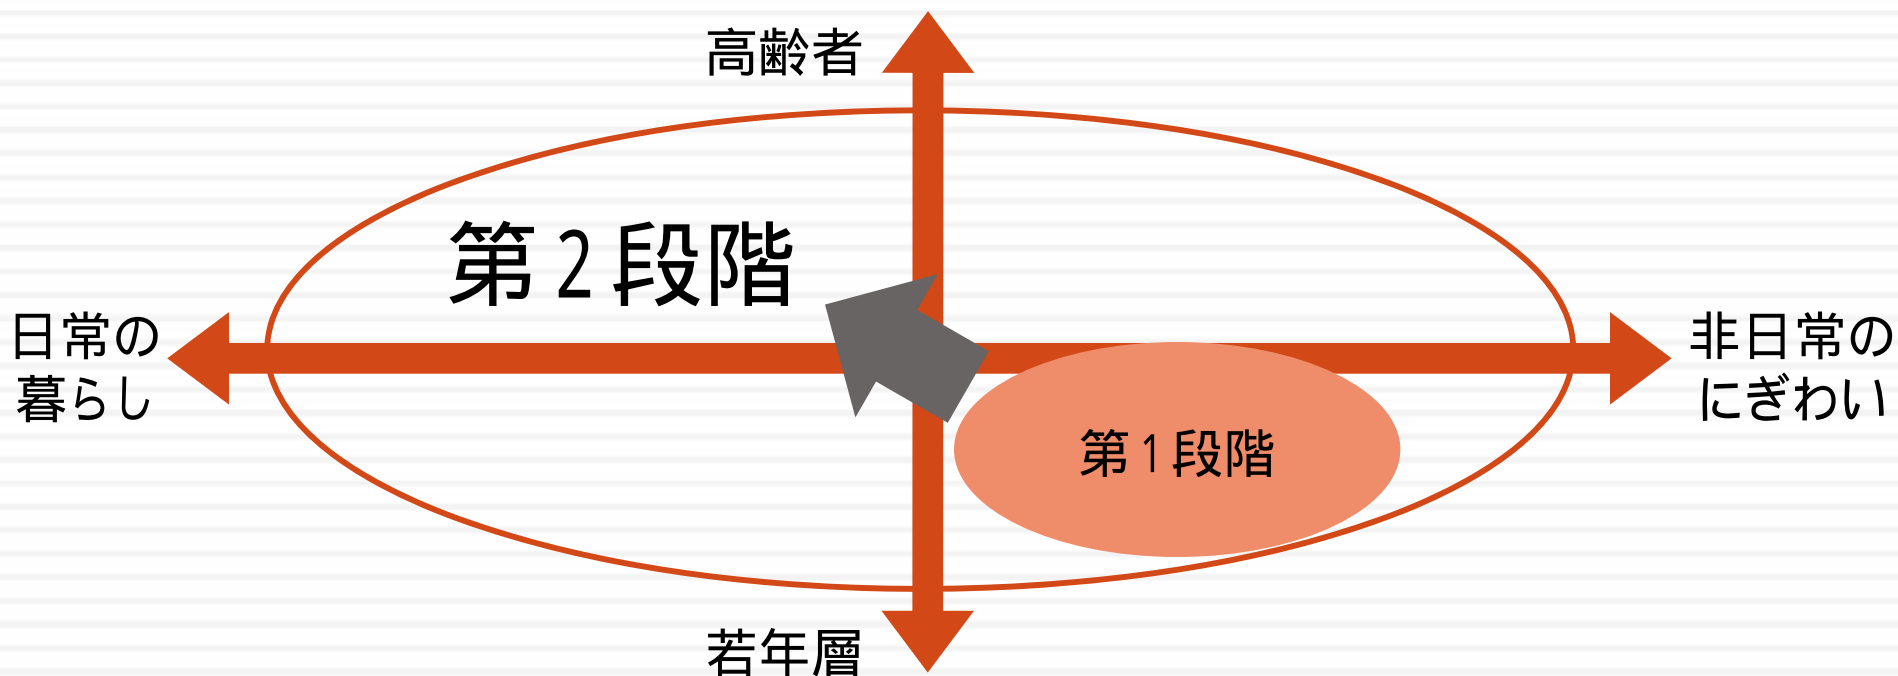 高齢者
第2段階
日常の
暮らし
非日常の
にぎわい
第1段階
若年層